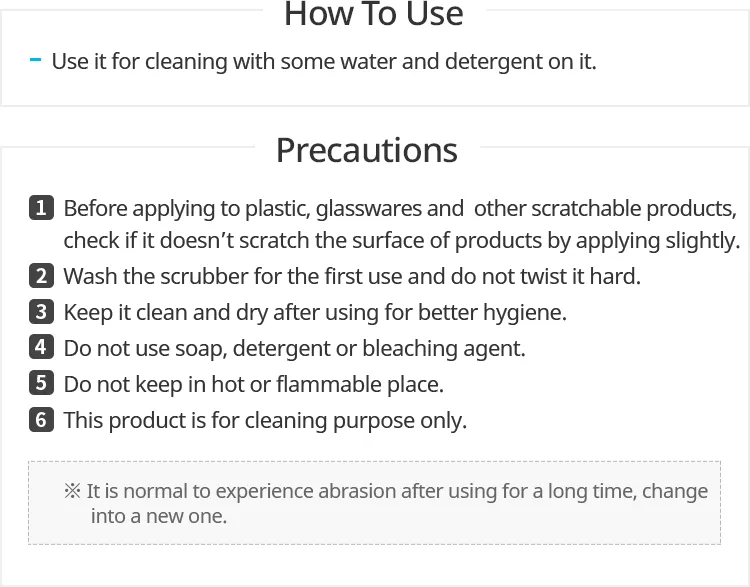 How To Use
– Use it for cleaning with some water and detergent on it.
Precautions
1 Before applying to plastic, glasswares and other scratchable products,
check if it doesn't scratch the surface of products by applying slightly.
2 Wash the scrubber for the first use and do not twist it hard.
3 Keep it clean and dry after using for better hygiene.
4 Do not use soap, detergent or bleaching agent.
5 Do not keep in hot or flammable place.
6 This product is for cleaning purpose only.
※ It is normal to experience abrasion after using for a long time, change
into a new one.